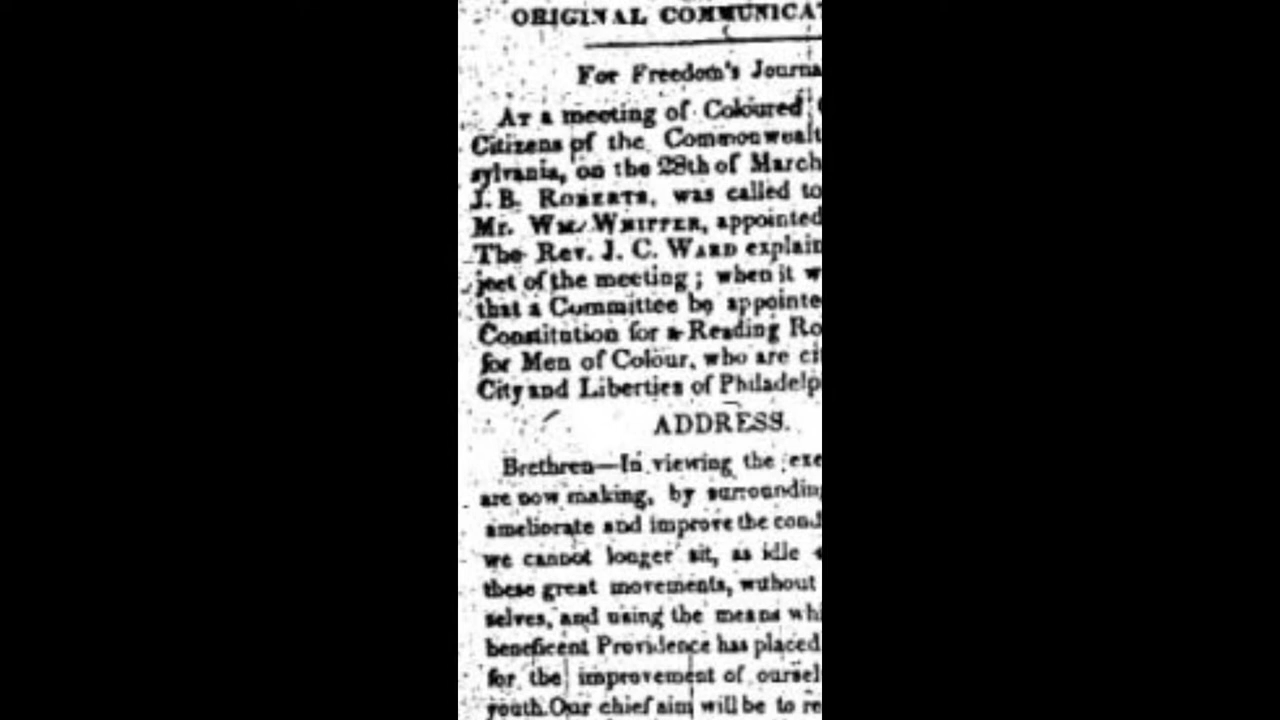 ORIGINAL COMMUNICA
For Freedom's Journa
AT a meeting of Coloured
Citizens of the Commonwealt
sylvania, on the 28th of March
J. B. ROBERTS, was called to
Mr. WM. WHIPPER, appointed
The Rev. J. C. WARD explain
ject of the meeting; when it w
that a Committee be appointe
Constitution for a Reading Ro
for Men of Colour, who are ci
City and Liberties of Philadelp
ADDRESS.
Brethren—In viewing the exe
are now making, by surrounding
ameliorate and improve the cond
we cannot longer sit, as idle
these great movements, without
selves, and using the means whi
beneficent Providence has placed
for the improvement of oursel
youth. Our chief aim will be to re